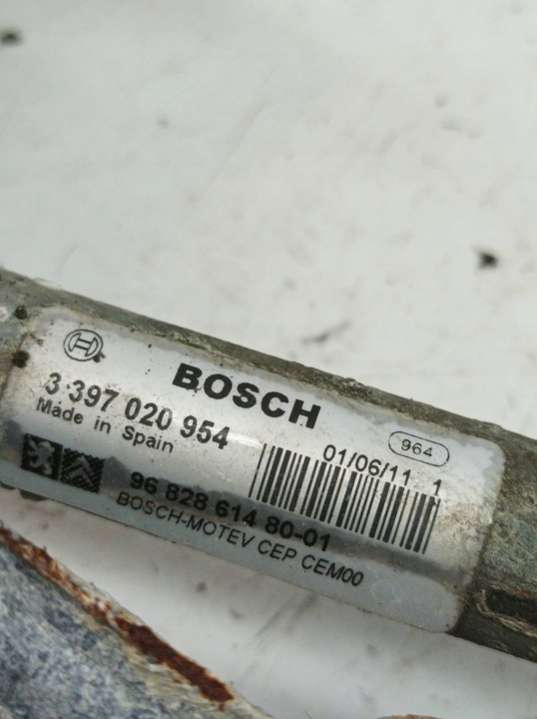 BOSCH
3 397 020 954
964
Made in Spain
01/06/11 1
96 828 614 80-01
BOSCH-MOTEV CEP CEM00